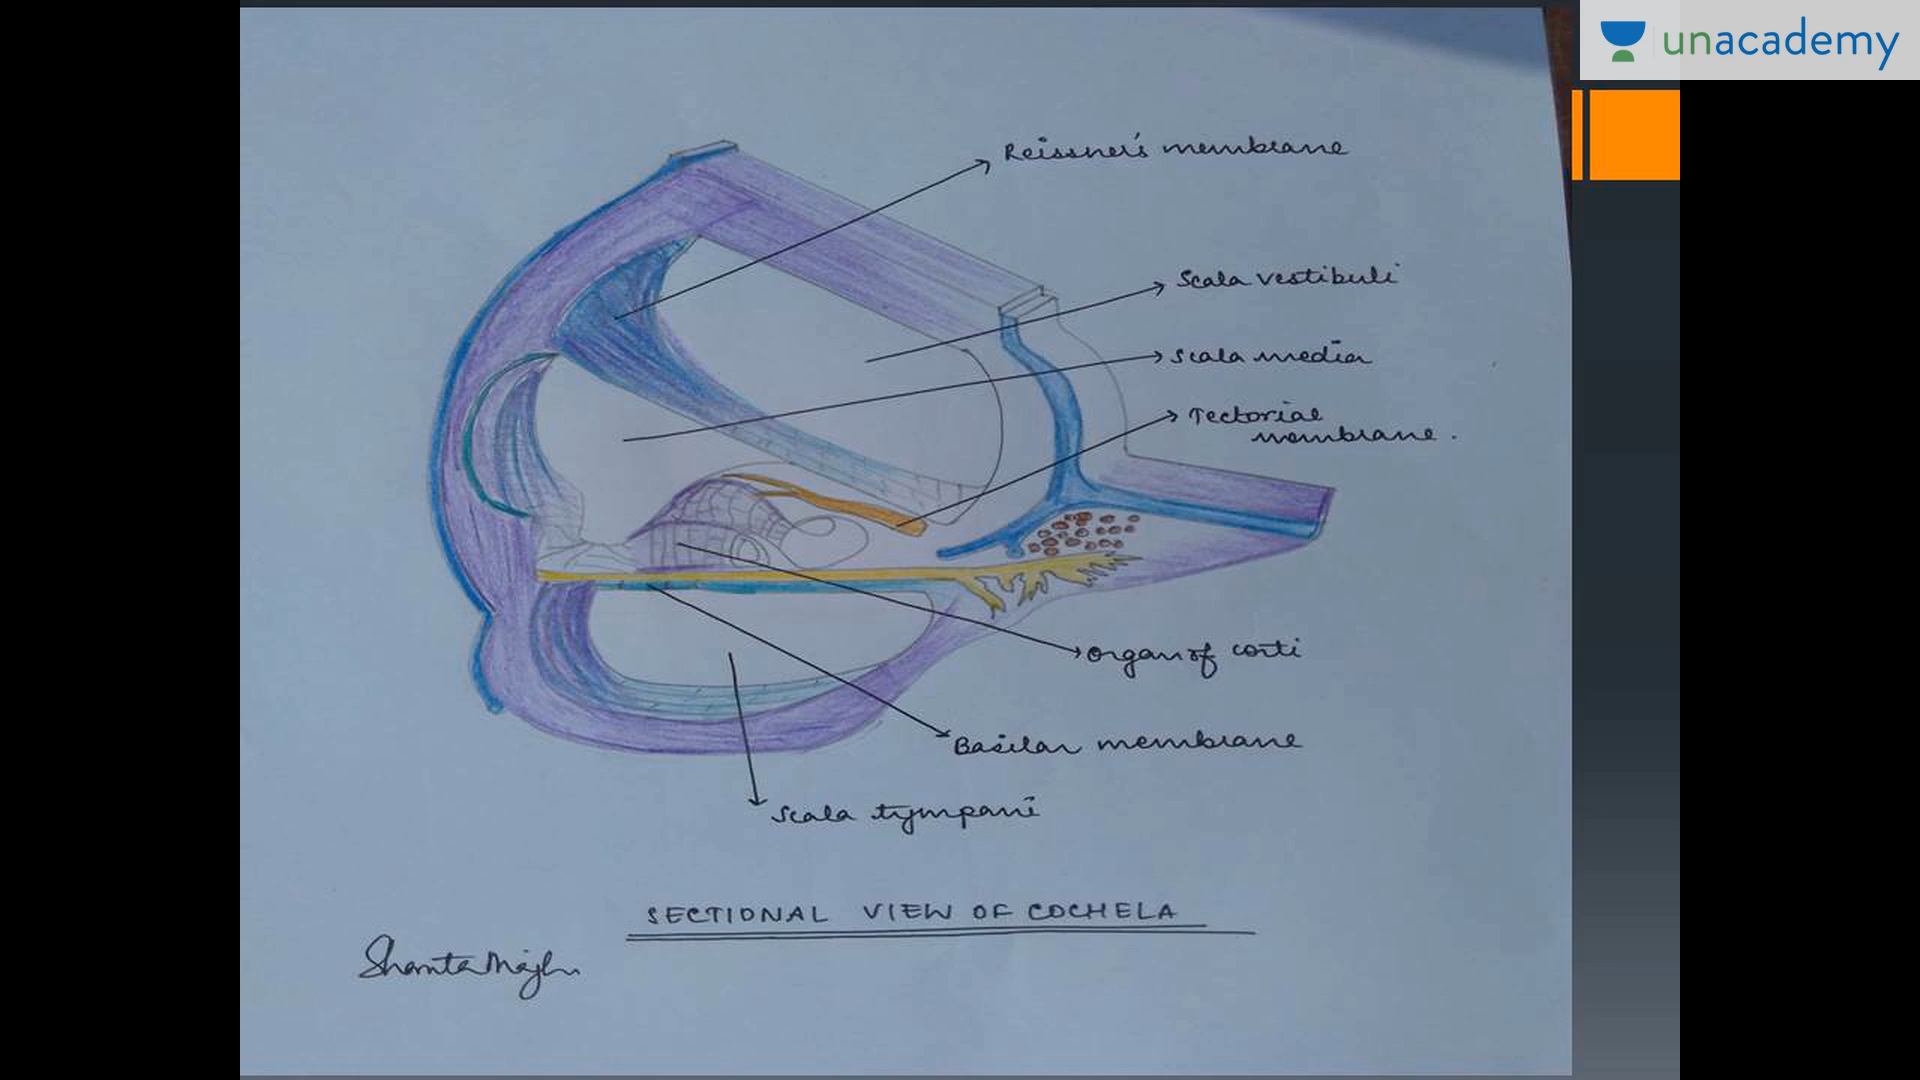 unacademy
Reissner's membrane
Scala vestibuli
Scala media
Tectorial
membrane.
organ of corti
Basilar membrane
Scala tympani
SECTIONAL VIEW OF COCHELA